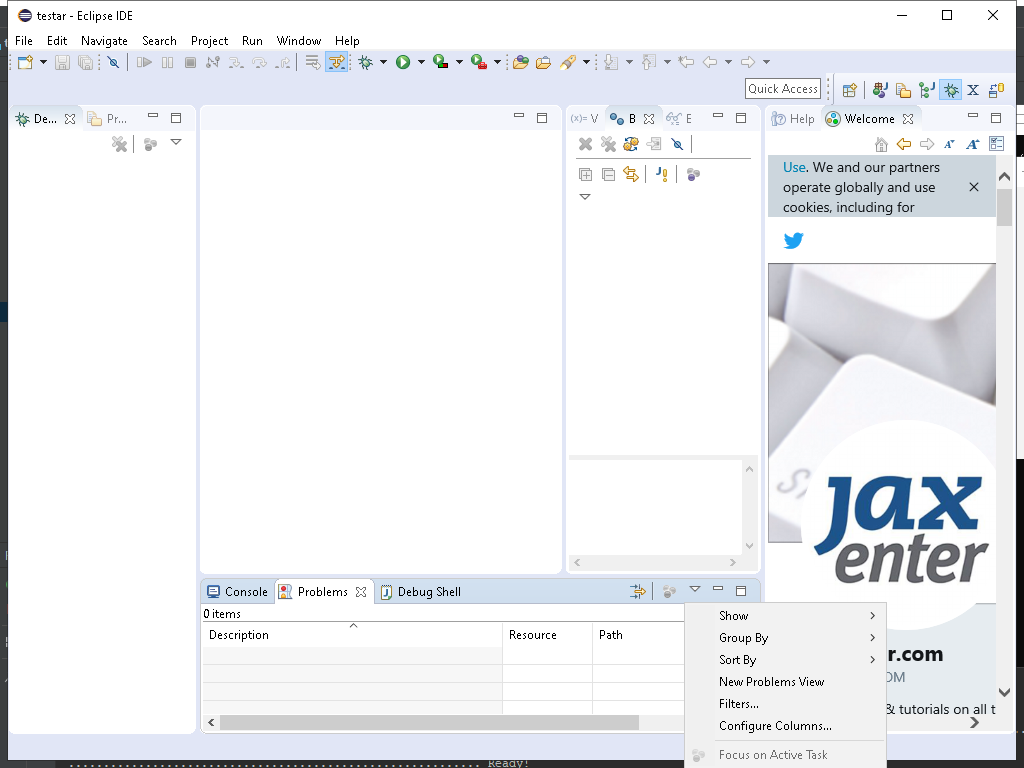 testar - Eclipse IDE
File Edit Navigate Search Project Run Window Help
Quick Access
De... Pr... (x)= V B E Help Welcome
Use. We and our partners
operate globally and use
cookies, including for
jax
enter
Console Problems Debug Shell
0 items
Description Resource Path
Show
Group By
Sort By
New Problems View
Filters...
Configure Columns...
Focus on Active Task
r.com
OM
& tutorials on all t
Ready!